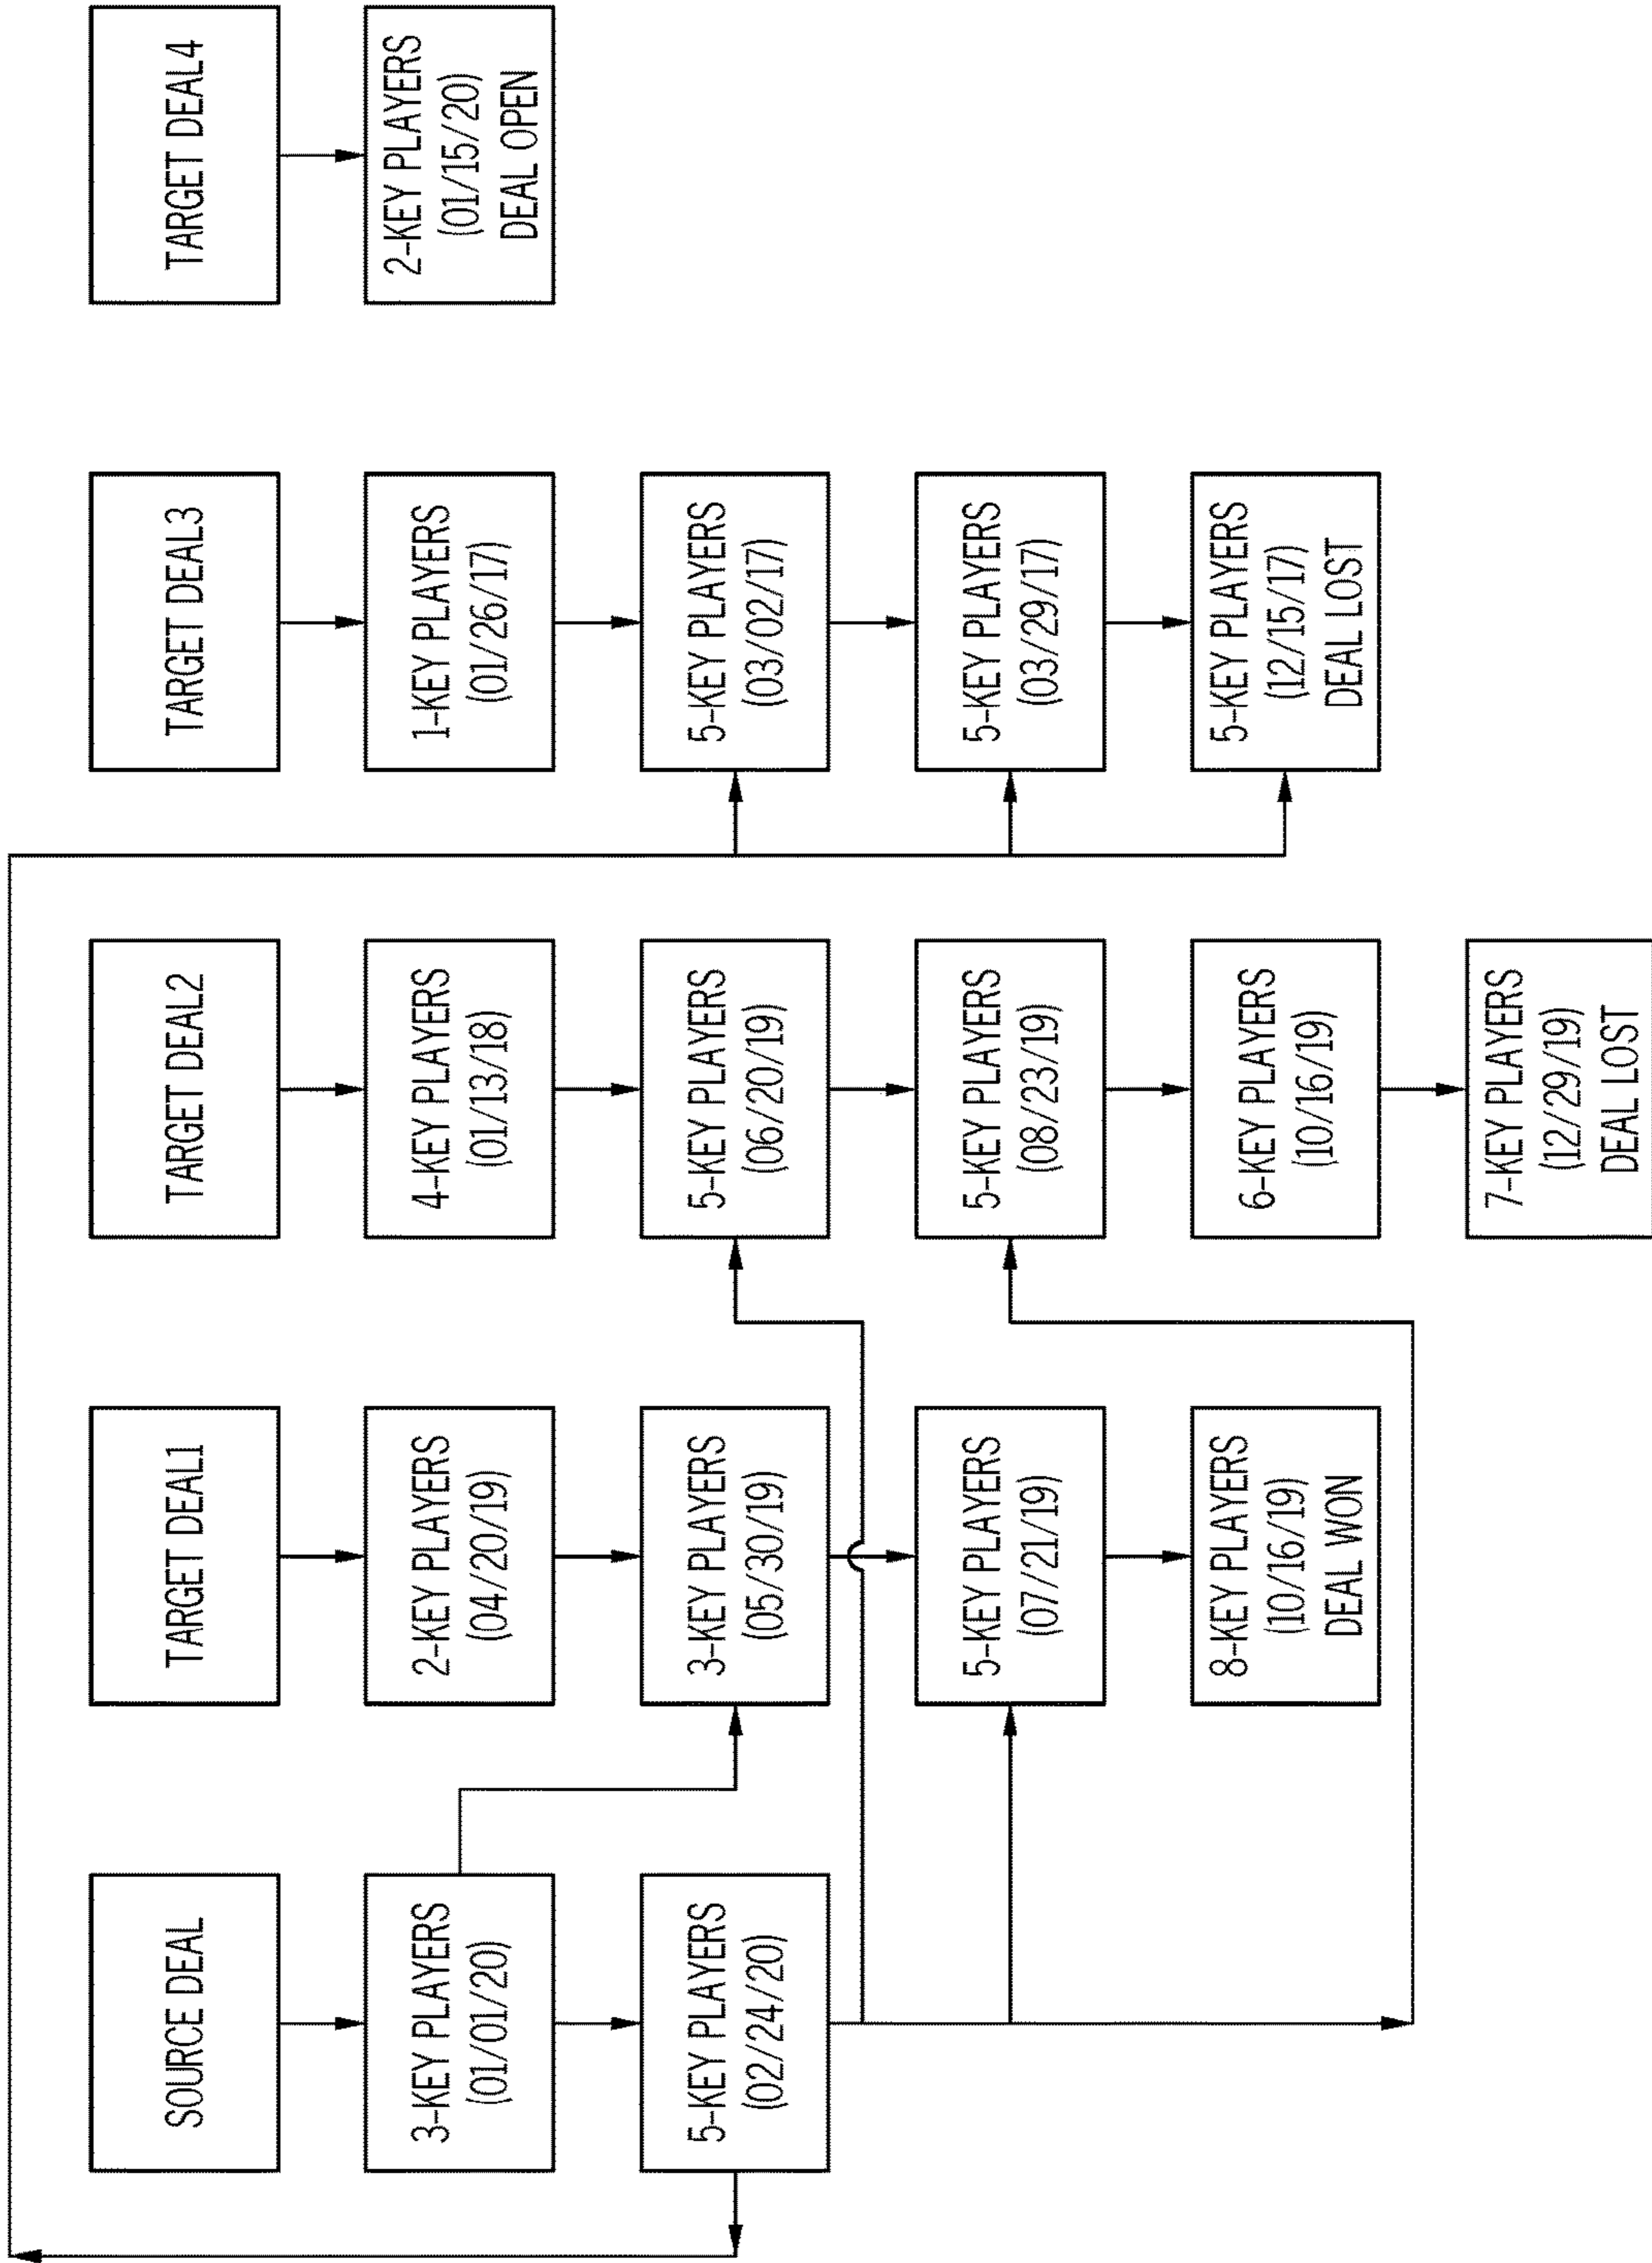 SOURCE DEAL
3-KEY PLAYERS
(01/01/20)
5-KEY PLAYERS
(02/24/20)
TARGET DEAL1
2-KEY PLAYERS
(04/20/19)
3-KEY PLAYERS
(05/30/19)
5-KEY PLAYERS
(07/21/19)
8-KEY PLAYERS
(10/16/19)
DEAL WON
TARGET DEAL2
4-KEY PLAYERS
(01/13/18)
5-KEY PLAYERS
(06/20/19)
5-KEY PLAYERS
(08/23/19)
6-KEY PLAYERS
(10/16/19)
7-KEY PLAYERS
(12/29/19)
DEAL LOST
TARGET DEAL3
1-KEY PLAYERS
(01/26/17)
5-KEY PLAYERS
(03/02/17)
5-KEY PLAYERS
(03/29/17)
5-KEY PLAYERS
(12/15/17)
DEAL LOST
TARGET DEAL4
2-KEY PLAYERS
(01/15/20)
DEAL OPEN